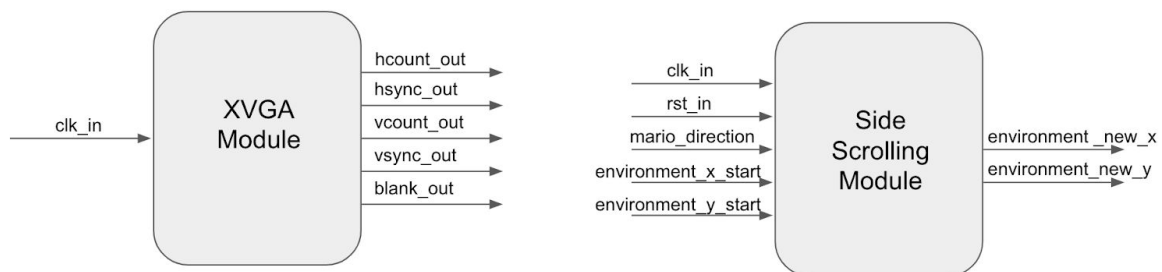 clk_in
XVGA
Module
hcount_out
hsync_out
vcount_out
vsync_out
blank_out
clk_in
rst_in
mario_direction
environment_x_start
environment_y_start
Side
Scrolling
Module
environment _new_x
environment_new_y